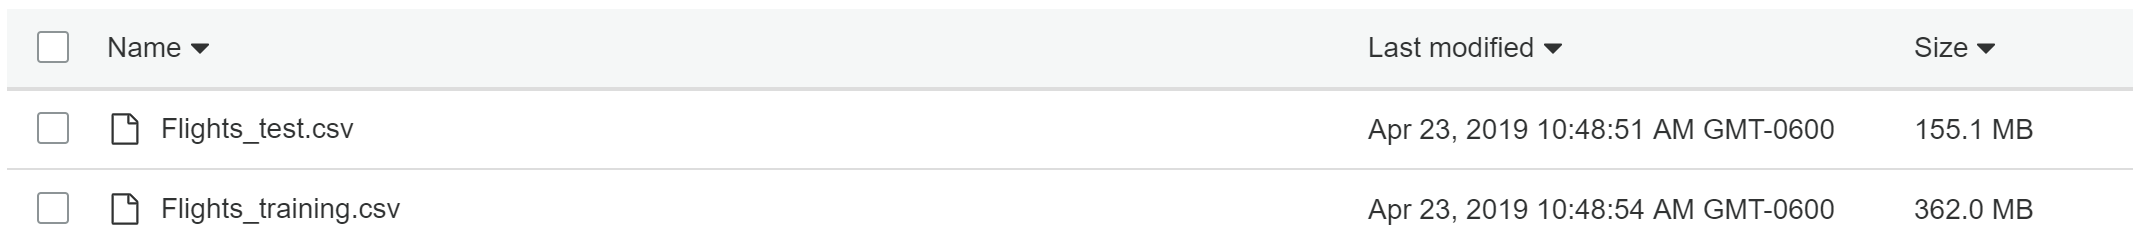 Name Last modified Size
Flights_test.csv Apr 23, 2019 10:48:51 AM GMT-0600 155.1 MB
Flights_training.csv Apr 23, 2019 10:48:54 AM GMT-0600 362.0 MB